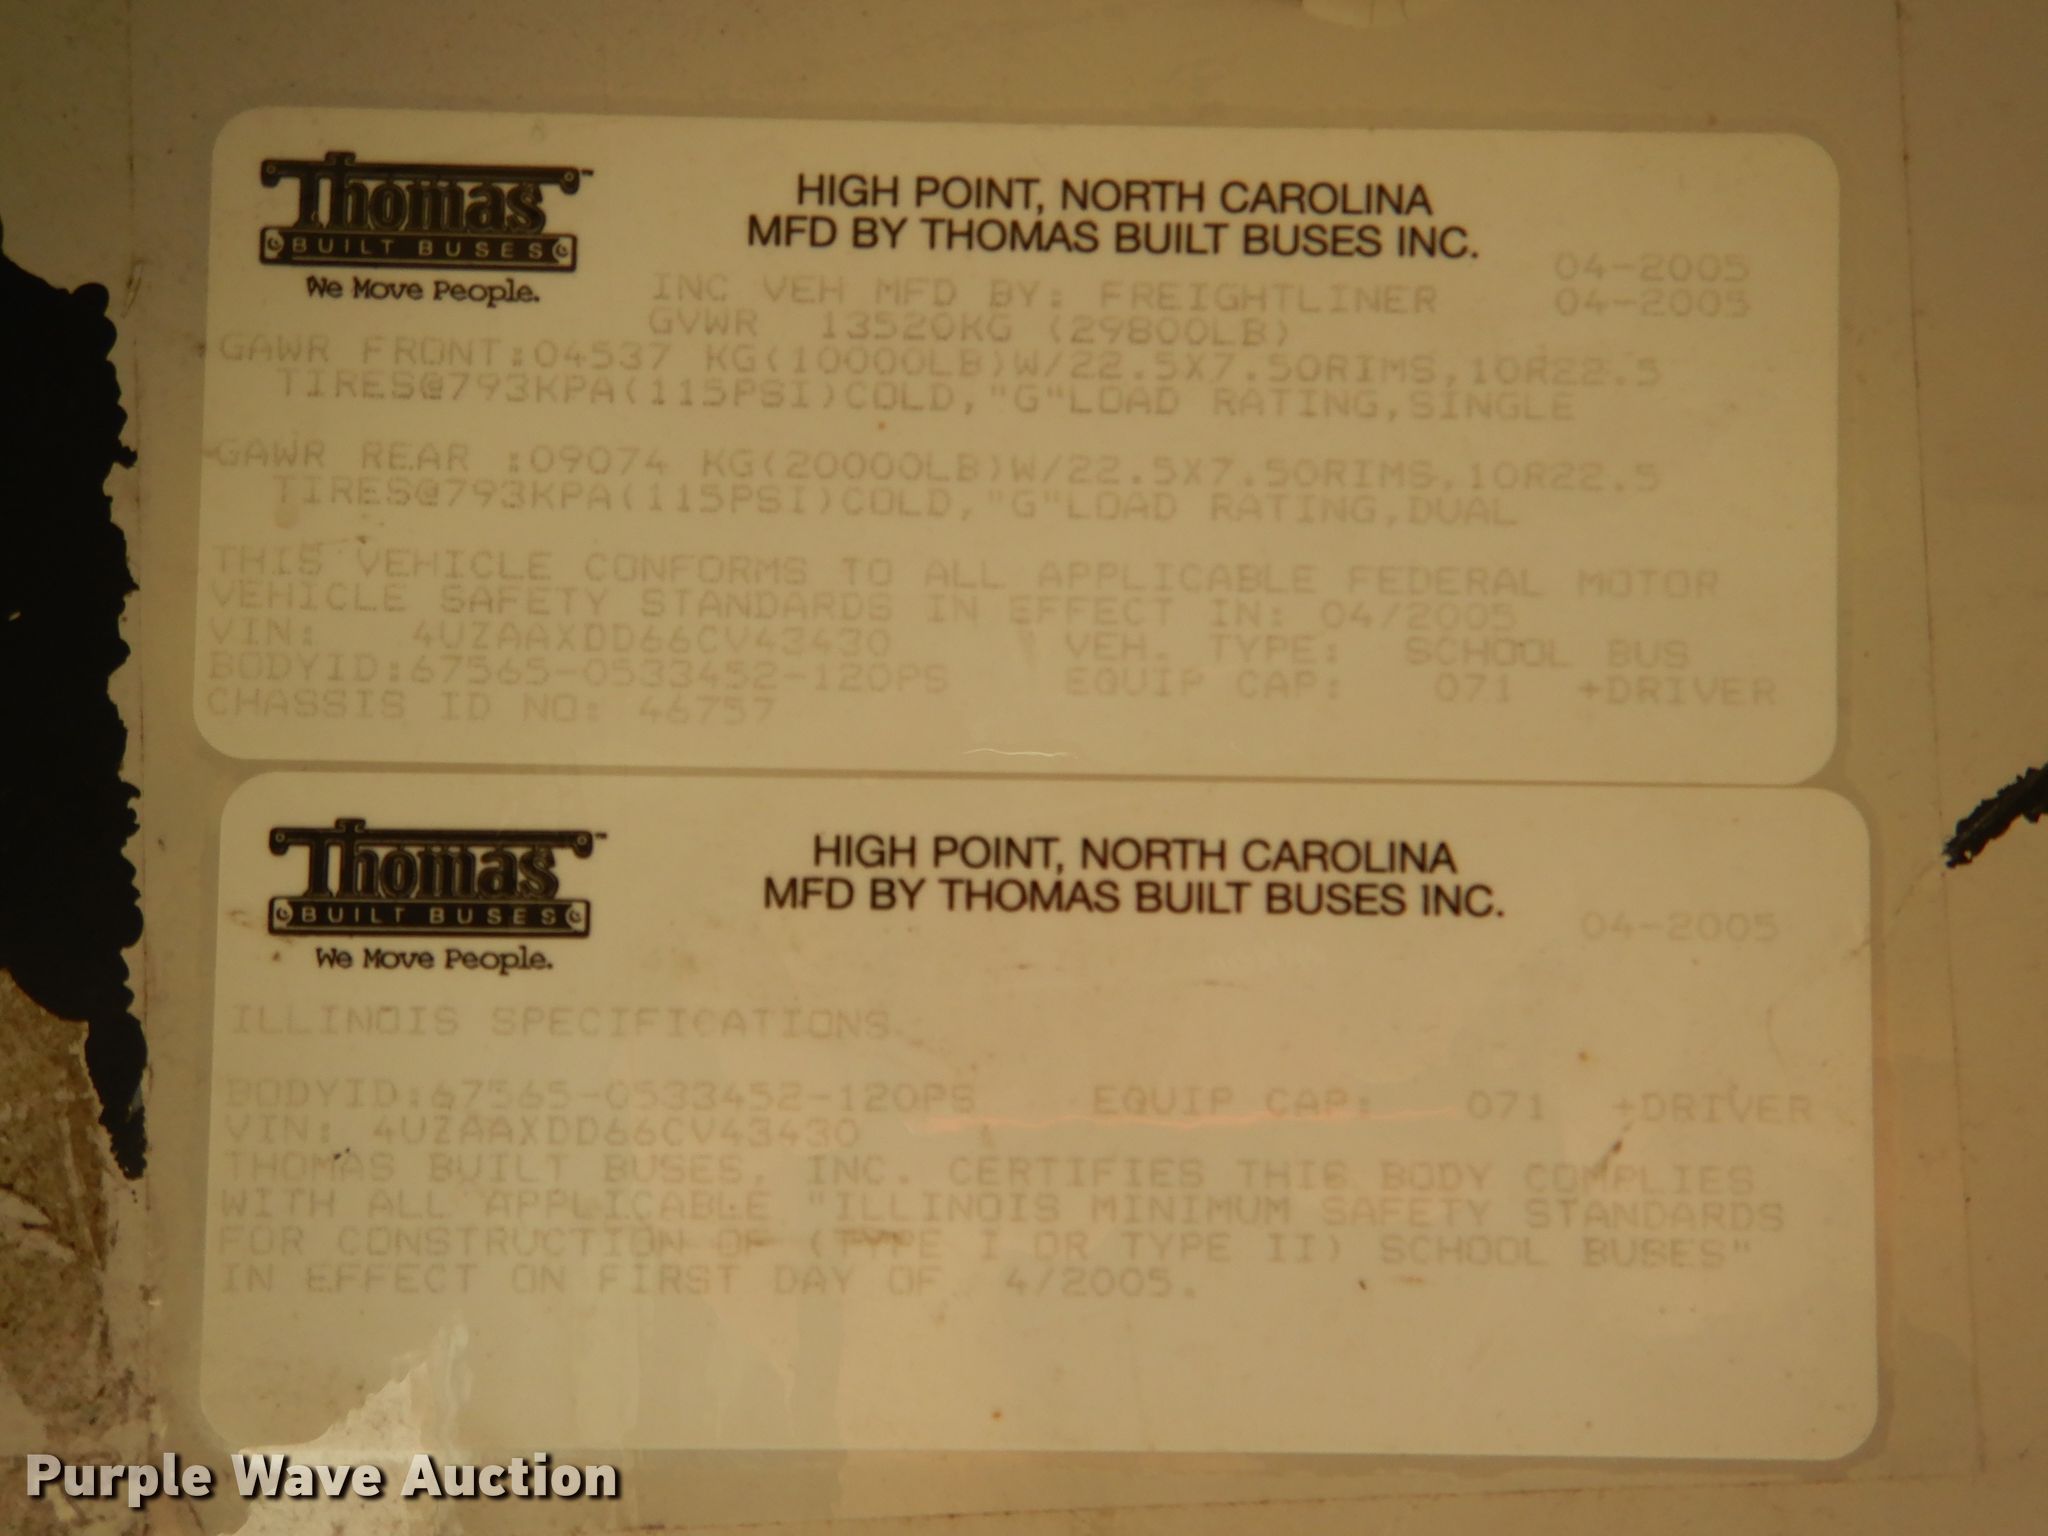 Thomas
BUILT BUSES
We Move People.
HIGH POINT, NORTH CAROLINA
MFD BY THOMAS BUILT BUSES INC.
04-2005
INC VEH MFD BY: FREIGHTLINER 04-2005
GVWR 13520KG (29800LB)
GAWR FRONT:04537 KG(10000LB)W/22.5X7.50RIMS,10R22.5
TIRES@793KPA(115PSI)COLD,"G"LOAD RATING,SINGLE
GAWR REAR :09074 KG(20000LB)W/22.5X7.50RIMS,10R22.5
TIRES@793KPA(115PSI)COLD,"G"LOAD RATING,DUAL
THIS VEHICLE CONFORMS TO ALL APPLICABLE FEDERAL MOTOR
VEHICLE SAFETY STANDARDS IN EFFECT IN: 04/2005
VIN: 4UZAAXDD66CV43430 VEH. TYPE: SCHOOL BUS
BODYID:67565-0533452-120PS EQUIP CAP: 071 +DRIVER
CHASSIS ID NO: 46757
Thomas
BUILT BUSES
We Move People.
HIGH POINT, NORTH CAROLINA
MFD BY THOMAS BUILT BUSES INC.
04-2005
ILLINOIS SPECIFICATIONS
BODYID:67565-0533452-120PS EQUIP CAP: 071 +DRIVER
VIN: 4UZAAXDD66CV43430
THOMAS BUILT BUSES, INC. CERTIFIES THIS BODY COMPLIES
WITH ALL APPLICABLE "ILLINOIS MINIMUM SAFETY STANDARDS
FOR CONSTRUCTION OF (TYPE I OR TYPE II) SCHOOL BUSES"
IN EFFECT ON FIRST DAY OF 4/2005.
Purple Wave Auction